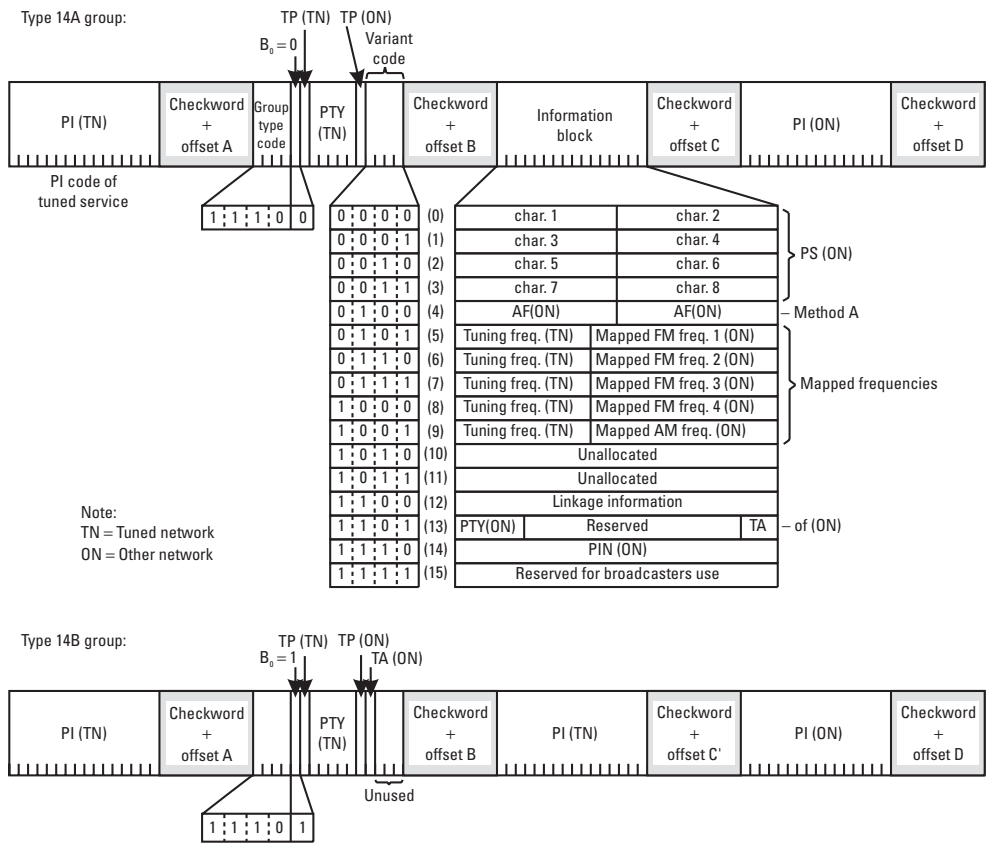 Type 14A group:
TP (TN) TP (ON)
B₀ = 0
Variant
code
PI (TN)
Checkword
+
offset A
Group
type
code
PTY
(TN)
Checkword
+
offset B
Information
block
Checkword
+
offset C
PI (ON)
Checkword
+
offset D
PI code of
tuned service
1 1 1 0 0
0 0 0 0 (0) char. 1 char. 2
0 0 0 1 (1) char. 3 char. 4
0 0 1 0 (2) char. 5 char. 6
0 0 1 1 (3) char. 7 char. 8
PS (ON)
0 1 0 0 (4) AF(ON) AF(ON) – Method A
0 1 0 1 (5) Tuning freq. (TN) Mapped FM freq. 1 (ON)
0 1 1 0 (6) Tuning freq. (TN) Mapped FM freq. 2 (ON)
0 1 1 1 (7) Tuning freq. (TN) Mapped FM freq. 3 (ON)
1 0 0 0 (8) Tuning freq. (TN) Mapped FM freq. 4 (ON)
1 0 0 1 (9) Tuning freq. (TN) Mapped AM freq. (ON)
Mapped frequencies
1 0 1 0 (10) Unallocated
1 0 1 1 (11) Unallocated
1 1 0 0 (12) Linkage information
1 1 0 1 (13) PTY(ON) Reserved TA – of (ON)
1 1 1 0 (14) PIN (ON)
1 1 1 1 (15) Reserved for broadcasters use
Note:
TN = Tuned network
ON = Other network
Type 14B group:
TP (TN) TP (ON)
B₀ = 1 TA (ON)
PI (TN)
Checkword
+
offset A
PTY
(TN)
Checkword
+
offset B
PI (TN)
Checkword
+
offset C'
PI (ON)
Checkword
+
offset D
Unused
1 1 1 0 1